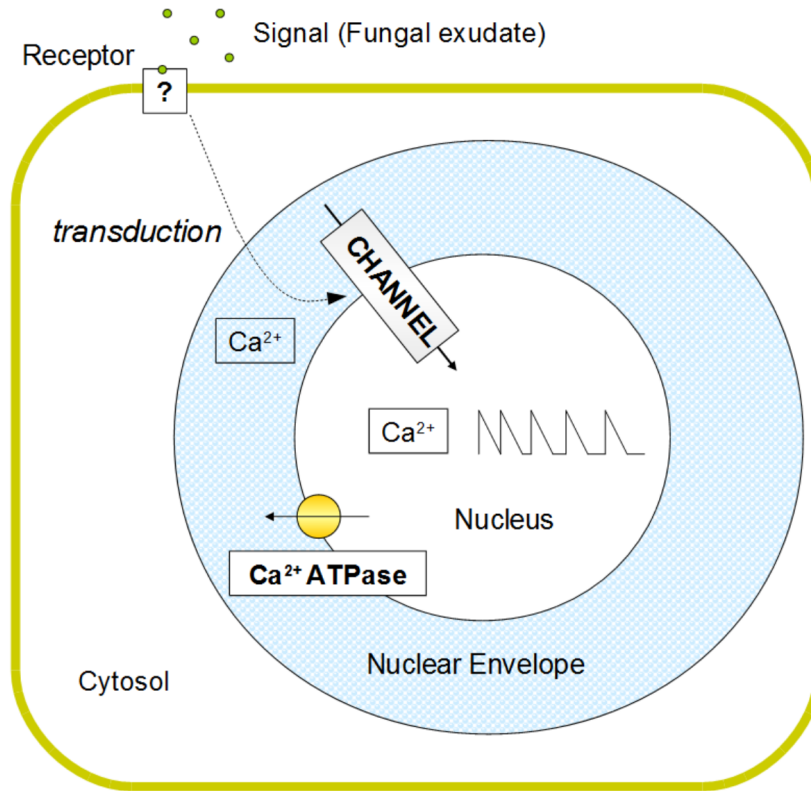 Signal (Fungal exudate)
Receptor
?
transduction
CHANNEL
Ca²⁺
Ca²⁺
Nucleus
Ca²⁺ ATPase
Nuclear Envelope
Cytosol